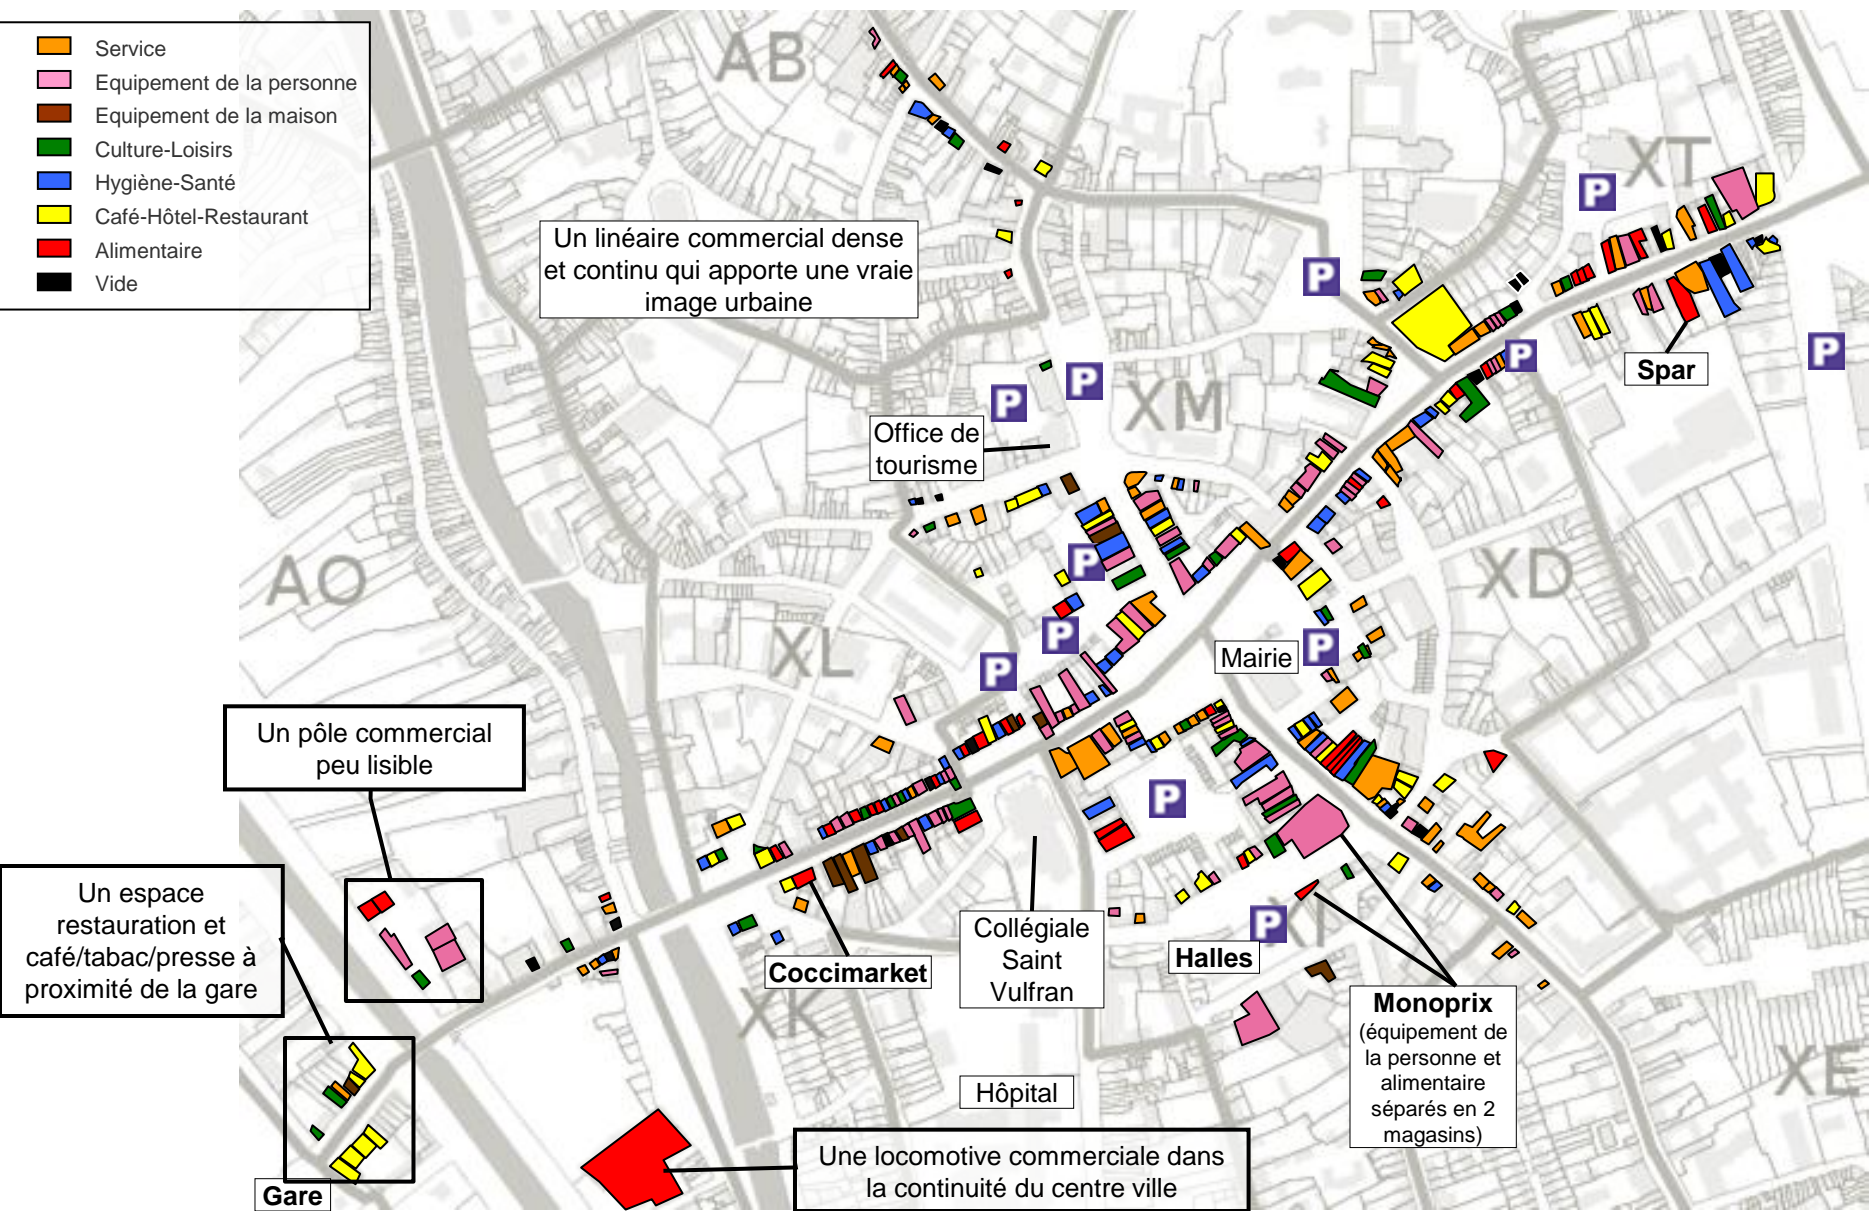 Service
Equipement de la personne
Equipement de la maison
Culture-Loisirs
Hygiène-Santé
Café-Hôtel-Restaurant
Alimentaire
Vide
AB
XT
P
Un linéaire commercial dense
et continu qui apporte une vraie
image urbaine
P
P
P
Spar
P
P
XM
Office de
tourisme
AO
P
XD
P
XL
P
Mairie
P
Un pôle commercial
peu lisible
P
Un espace
restauration et
café/tabac/presse à
proximité de la gare
Coccimarket
Collégiale
Saint
Vulfran
Halles
P
XI
XK
Monoprix
(équipement de
la personne et
alimentaire
séparés en 2
magasins)
XE
Hôpital
Une locomotive commerciale dans
la continuité du centre ville
Gare